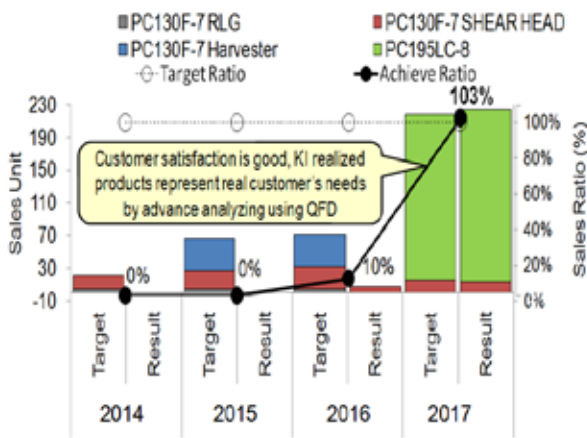 PC130F-7 RLG
PC130F-7 SHEAR HEAD
PC130F-7 Harvester
PC195LC-8
Target Ratio
Achieve Ratio
230
190
150
110
70
30
-10
Sales Unit
103%
Customer satisfaction is good, KI realized
products represent real customer's needs
by advance analyzing using QFD
0%
0%
10%
100%
80%
60%
40%
20%
0%
Sales Ratio (%)
Target
Result
Target
Result
Target
Result
Target
Result
2014
2015
2016
2017